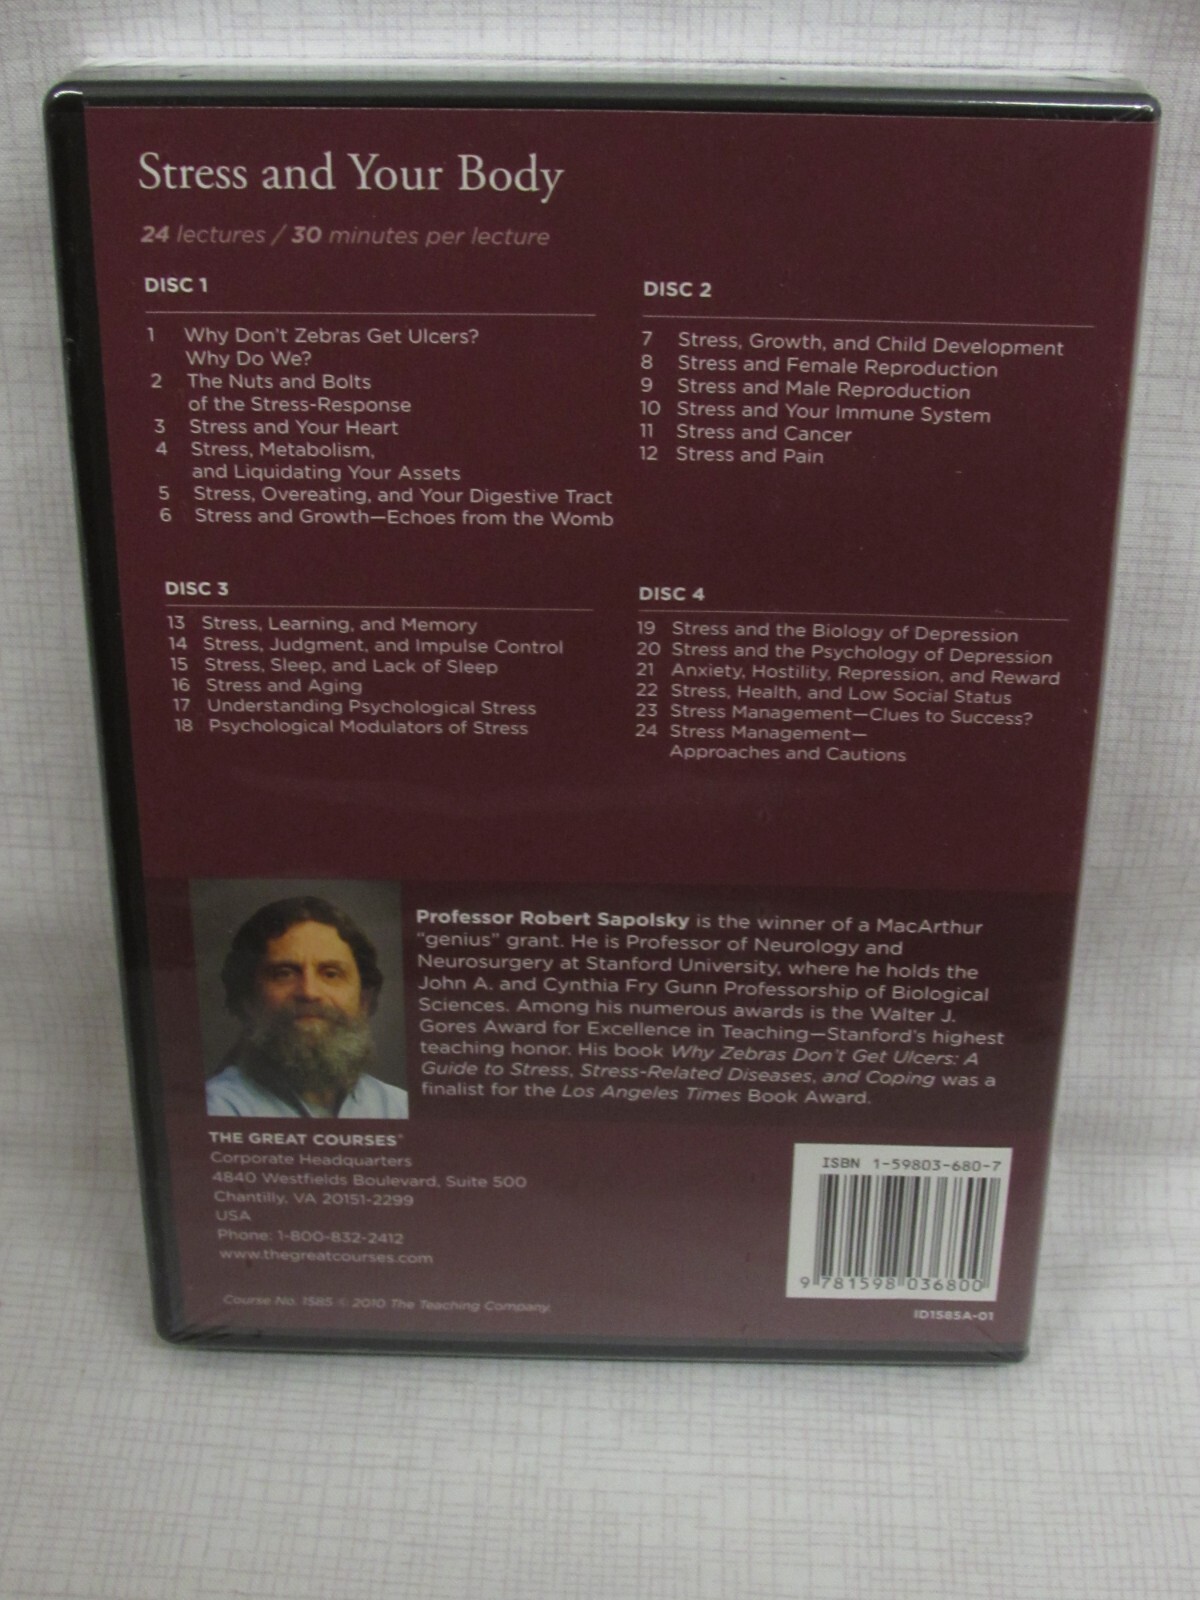 Stress and Your Body
24 lectures / 30 minutes per lecture
DISC 1
1 Why Don't Zebras Get Ulcers?
Why Do We?
2 The Nuts and Bolts
of the Stress-Response
3 Stress and Your Heart
4 Stress, Metabolism,
and Liquidating Your Assets
5 Stress, Overeating, and Your Digestive Tract
6 Stress and Growth—Echoes from the Womb
DISC 2
7 Stress, Growth, and Child Development
8 Stress and Female Reproduction
9 Stress and Male Reproduction
10 Stress and Your Immune System
11 Stress and Cancer
12 Stress and Pain
DISC 3
13 Stress, Learning, and Memory
14 Stress, Judgment, and Impulse Control
15 Stress, Sleep, and Lack of Sleep
16 Stress and Aging
17 Understanding Psychological Stress
18 Psychological Modulators of Stress
DISC 4
19 Stress and the Biology of Depression
20 Stress and the Psychology of Depression
21 Anxiety, Hostility, Repression, and Reward
22 Stress, Health, and Low Social Status
23 Stress Management—Clues to Success?
24 Stress Management—
Approaches and Cautions
Professor Robert Sapolsky is the winner of a MacArthur
"genius" grant. He is Professor of Neurology and
Neurosurgery at Stanford University, where he holds the
John A. and Cynthia Fry Gunn Professorship of Biological
Sciences. Among his numerous awards is the Walter J.
Gores Award for Excellence in Teaching—Stanford's highest
teaching honor. His book Why Zebras Don't Get Ulcers: A
Guide to Stress, Stress-Related Diseases, and Coping was a
finalist for the Los Angeles Times Book Award.
THE GREAT COURSES®
Corporate Headquarters
4840 Westfields Boulevard, Suite 500
Chantilly, VA 20151-2299
USA
Phone: 1-800-832-2412
www.thegreatcourses.com
Course No. 1585 © 2010 The Teaching Company.
ISBN 1-59803-680-7
9 781598 036800
ID1585A-01